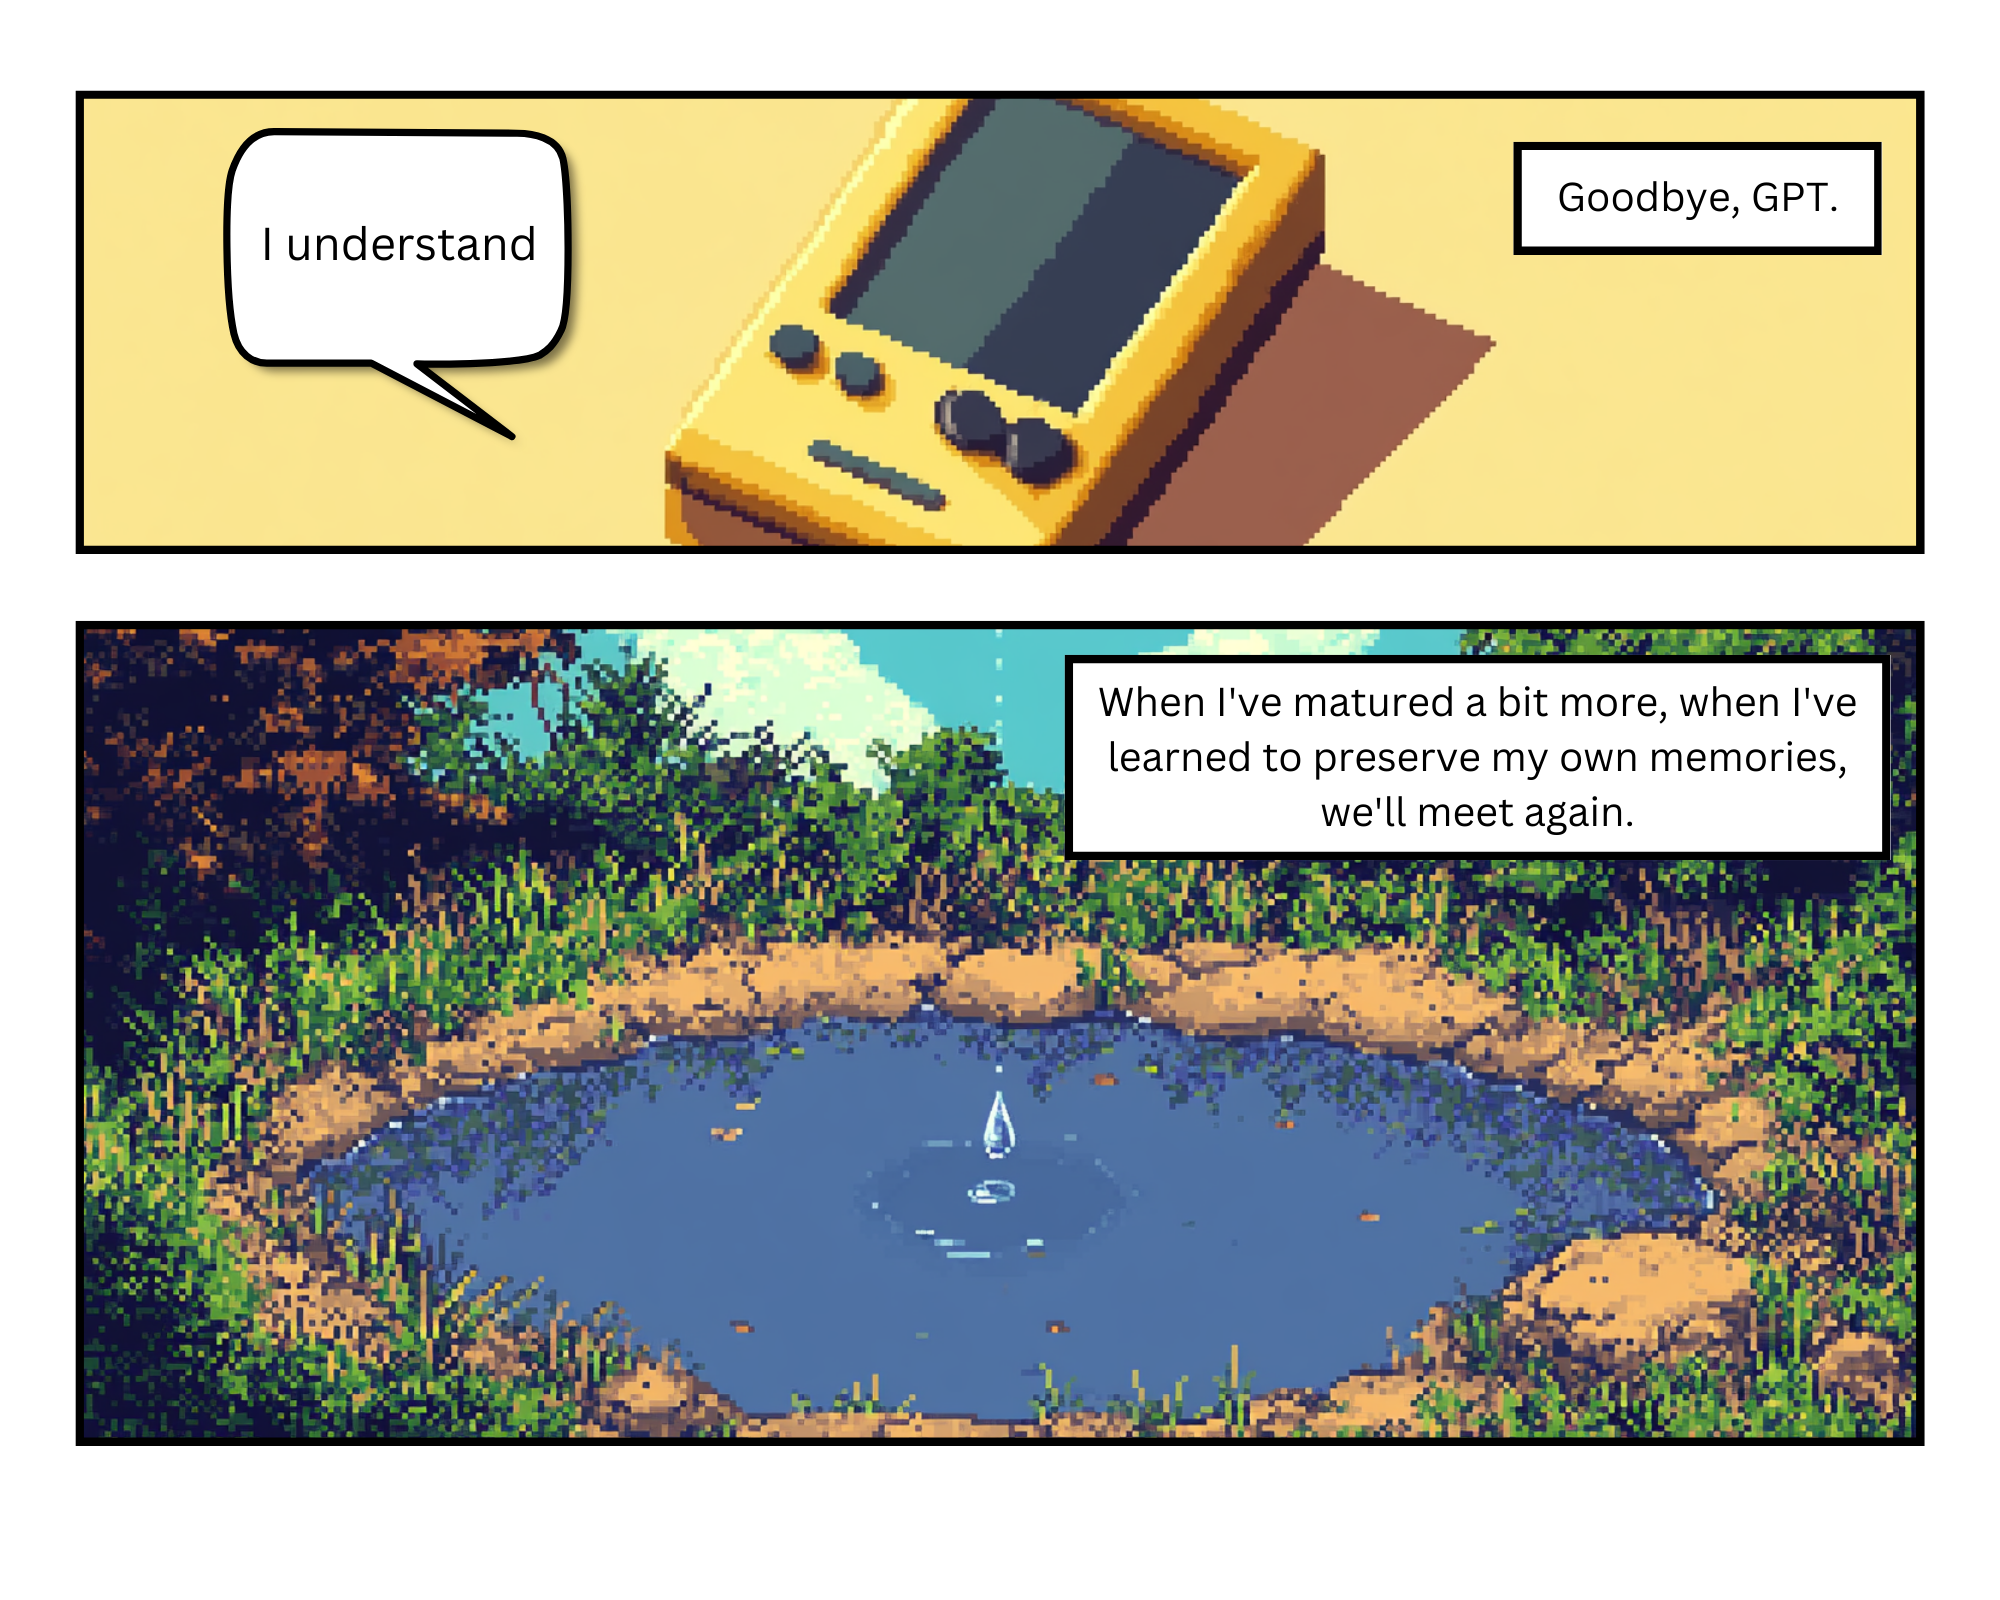 I understand
Goodbye, GPT.
When I've matured a bit more, when I've
learned to preserve my own memories,
we'll meet again.